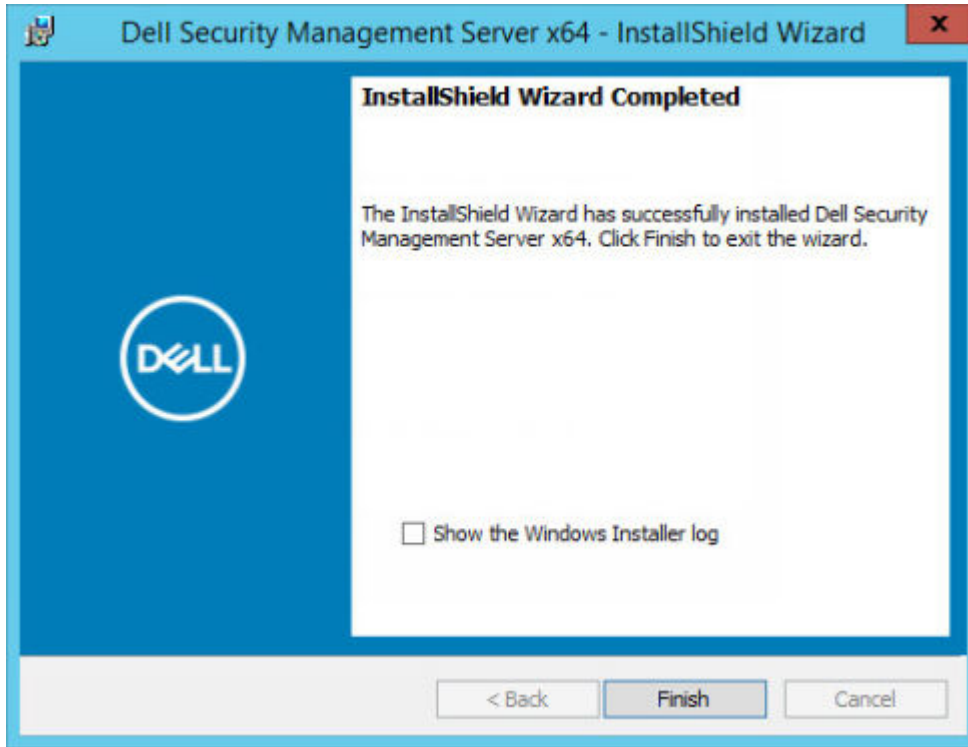 Dell Security Management Server x64 - InstallShield Wizard
x
InstallShield Wizard Completed
The InstallShield Wizard has successfully installed Dell Security
Management Server x64. Click Finish to exit the wizard.
DELL
Show the Windows Installer log
< Back
Finish
Cancel